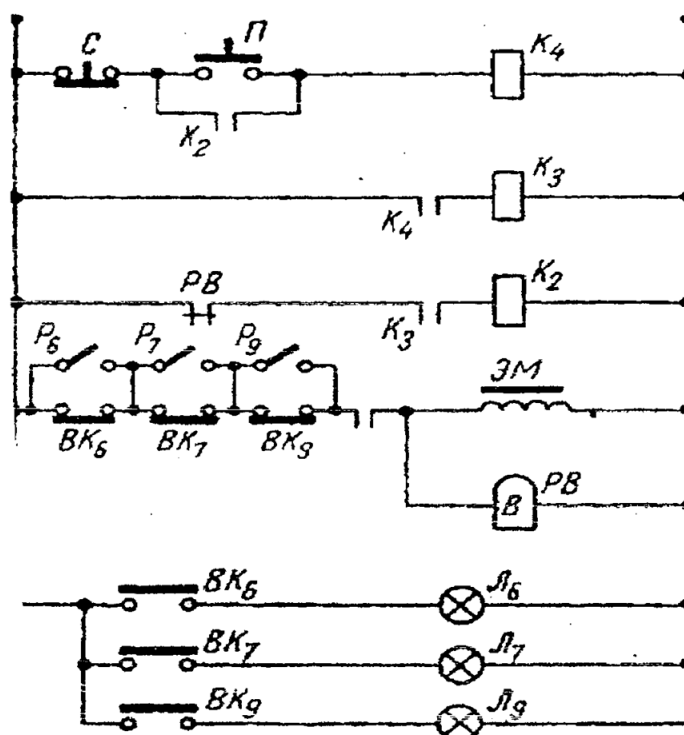 С П К₄
К₂
К₃
К₄
РВ К₂
К₃
Р₆ Р₇ Р₉ ЭМ
ВК₆ ВК₇ ВК₉
В РВ
ВК₆ Л₆
ВК₇ Л₇
ВК₉ Л₉